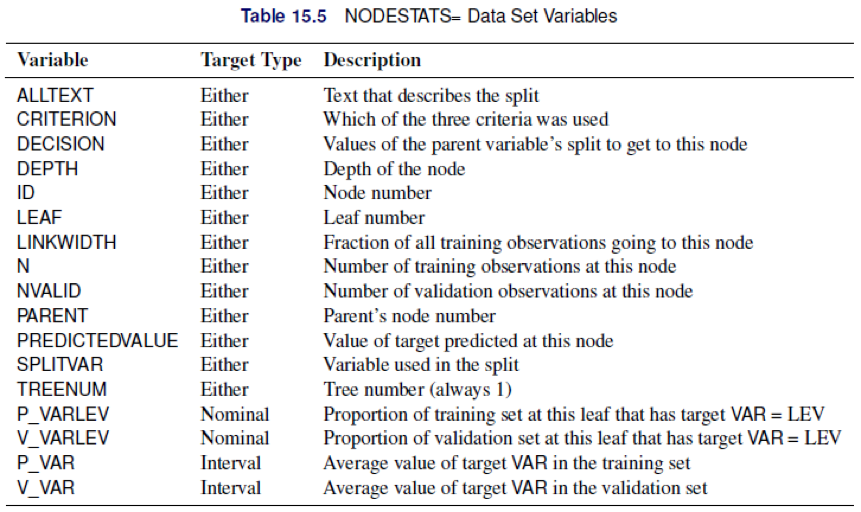 Table 15.5 NODESTATS= Data Set Variables
Variable Target Type Description
ALLTEXT Either Text that describes the split
CRITERION Either Which of the three criteria was used
DECISION Either Values of the parent variable's split to get to this node
DEPTH Either Depth of the node
ID Either Node number
LEAF Either Leaf number
LINKWIDTH Either Fraction of all training observations going to this node
N Either Number of training observations at this node
NVALID Either Number of validation observations at this node
PARENT Either Parent's node number
PREDICTEDVALUE Either Value of target predicted at this node
SPLITVAR Either Variable used in the split
TREENUM Either Tree number (always 1)
P_VARLEV Nominal Proportion of training set at this leaf that has target VAR = LEV
V_VARLEV Nominal Proportion of validation set at this leaf that has target VAR = LEV
P_VAR Interval Average value of target VAR in the training set
V_VAR Interval Average value of target VAR in the validation set